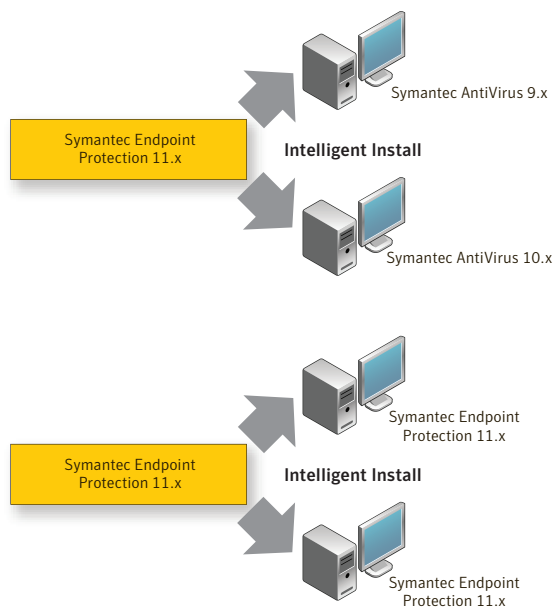 Symantec AntiVirus 9.x
Symantec Endpoint
Protection 11.x
Intelligent Install
Symantec AntiVirus 10.x
Symantec Endpoint
Protection 11.x
Symantec Endpoint
Protection 11.x
Intelligent Install
Symantec Endpoint
Protection 11.x